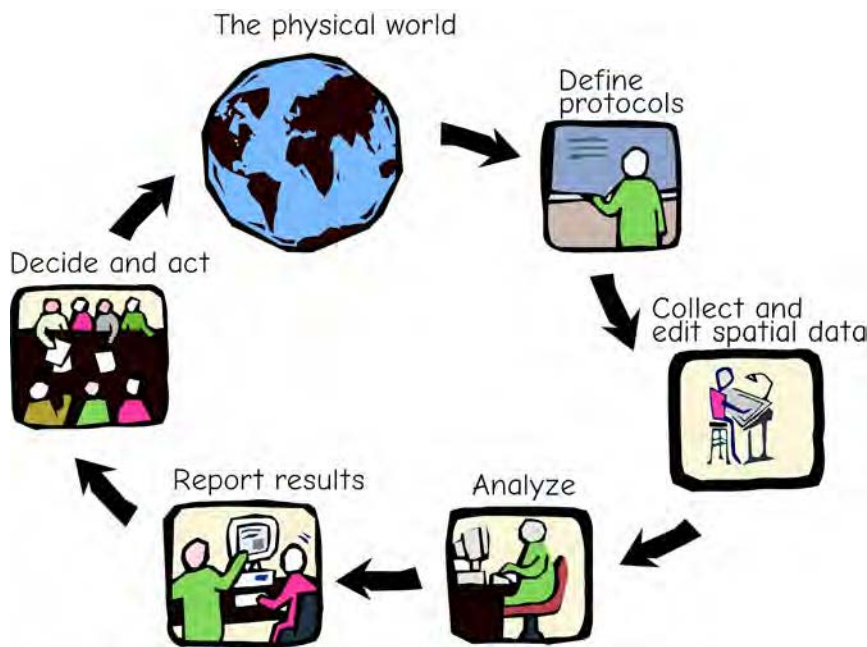 The physical world
Define
protocols
Collect and
edit spatial data
Analyze
Report results
Decide and act